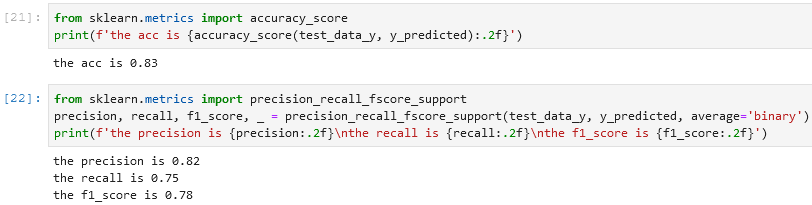 [21]: from sklearn.metrics import accuracy_score
print(f'the acc is {accuracy_score(test_data_y, y_predicted):.2f}')
the acc is 0.83
[22]: from sklearn.metrics import precision_recall_fscore_support
precision, recall, f1_score, _ = precision_recall_fscore_support(test_data_y, y_predicted, average='binary')
print(f'the precision is {precision:.2f}\nthe recall is {recall:.2f}\nthe f1_score is {f1_score:.2f}')
the precision is 0.82
the recall is 0.75
the f1_score is 0.78